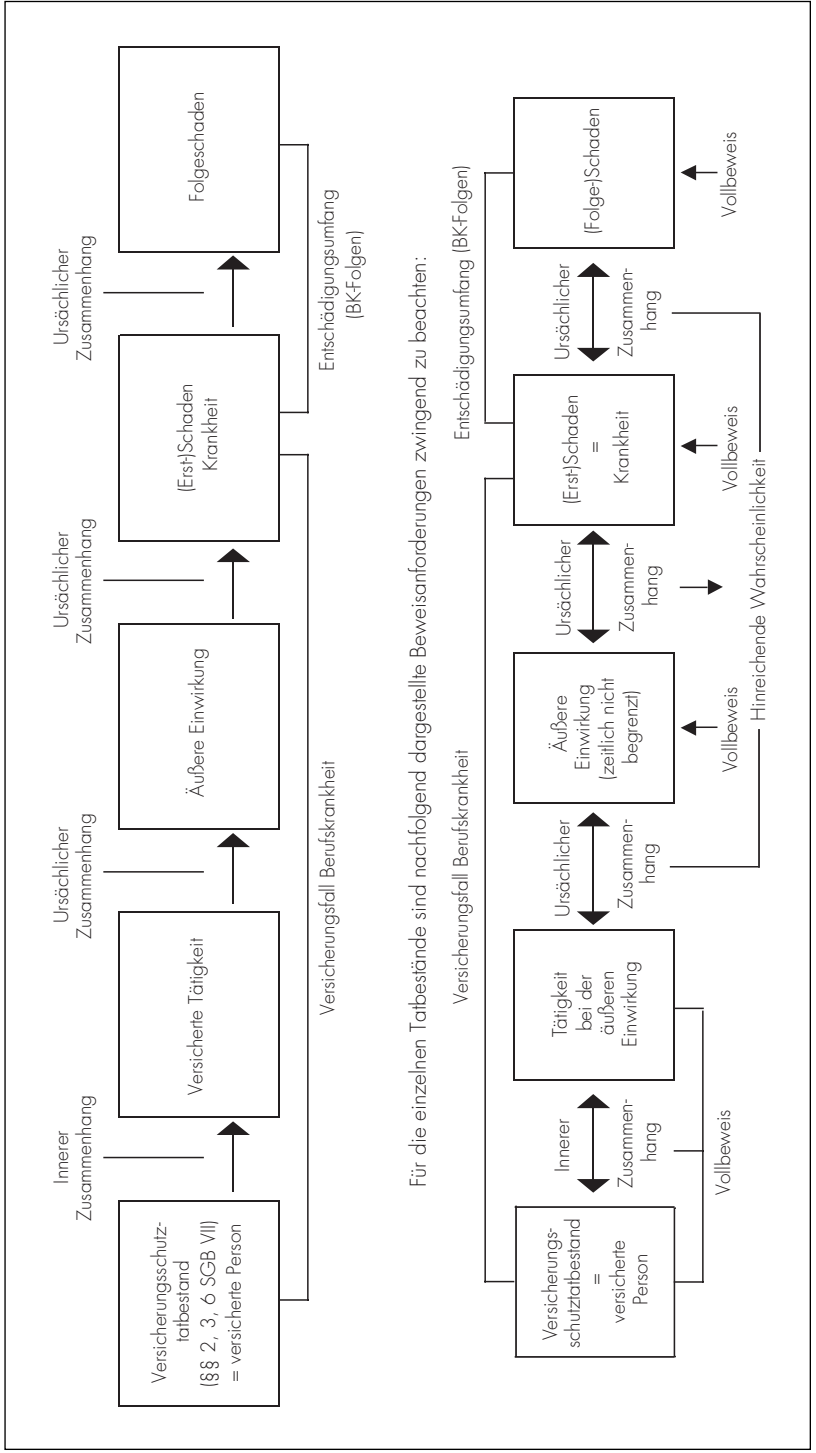 Innerer
Zusammenhang
Ursächlicher
Zusammenhang
Ursächlicher
Zusammenhang
Ursächlicher
Zusammenhang
Versicherungsschutz-
tatbestand
(§§ 2, 3, 6 SGB VII)
= versicherte Person
Versicherte Tätigkeit
Äußere Einwirkung
(Erst-)Schaden
Krankheit
Folgeschaden
Versicherungsfall Berufskrankheit
Entschädigungsumfang
(BK-Folgen)
Für die einzelnen Tatbestände sind nachfolgend dargestellte Beweisanforderungen zwingend zu beachten:
Versicherungsfall Berufskrankheit
Entschädigungsumfang (BK-Folgen)
Versicherungs-
schutztatbestand
=
versicherte
Person
Innerer
Zusammen-
hang
Tätigkeit
bei der
äußeren
Einwirkung
Ursächlicher
Zusammen-
hang
Äußere
Einwirkung
(zeitlich nicht
begrenzt)
Ursächlicher
Zusammen-
hang
(Erst-)Schaden
=
Krankheit
Ursächlicher
Zusammen-
hang
(Folge-)Schaden
Vollbeweis
Vollbeweis
Vollbeweis
Vollbeweis
Hinreichende Wahrscheinlichkeit